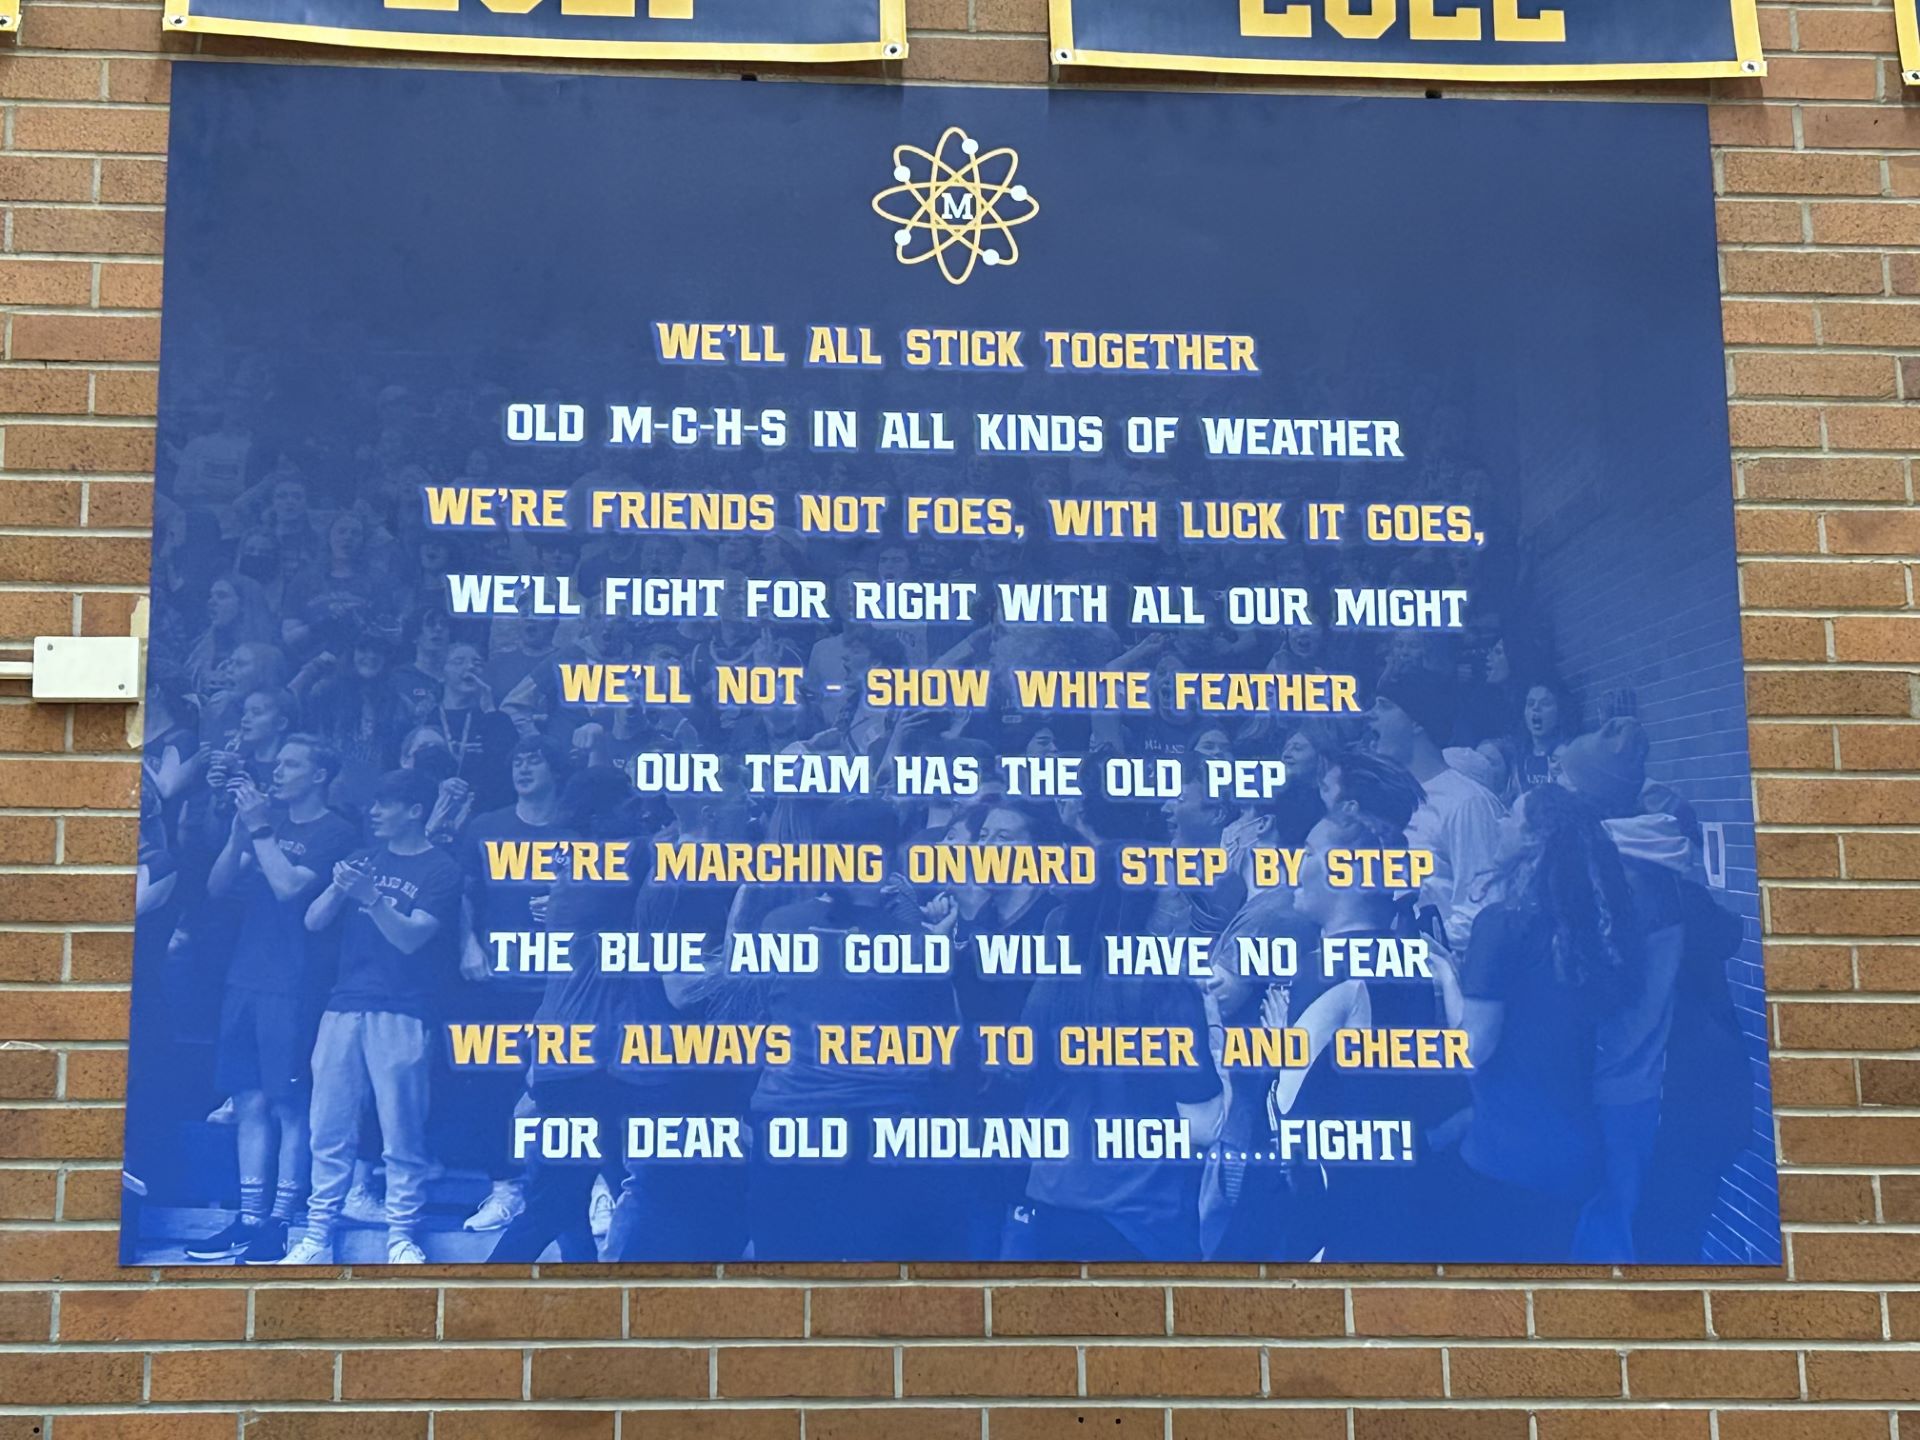 2022
M
WE'LL ALL STICK TOGETHER
OLD M-C-H-S IN ALL KINDS OF WEATHER
WE'RE FRIENDS NOT FOES, WITH LUCK IT GOES,
WE'LL FIGHT FOR RIGHT WITH ALL OUR MIGHT
WE'LL NOT - SHOW WHITE FEATHER
OUR TEAM HAS THE OLD PEP
WE'RE MARCHING ONWARD STEP BY STEP
THE BLUE AND GOLD WILL HAVE NO FEAR
WE'RE ALWAYS READY TO CHEER AND CHEER
FOR DEAR OLD MIDLAND HIGH......FIGHT!